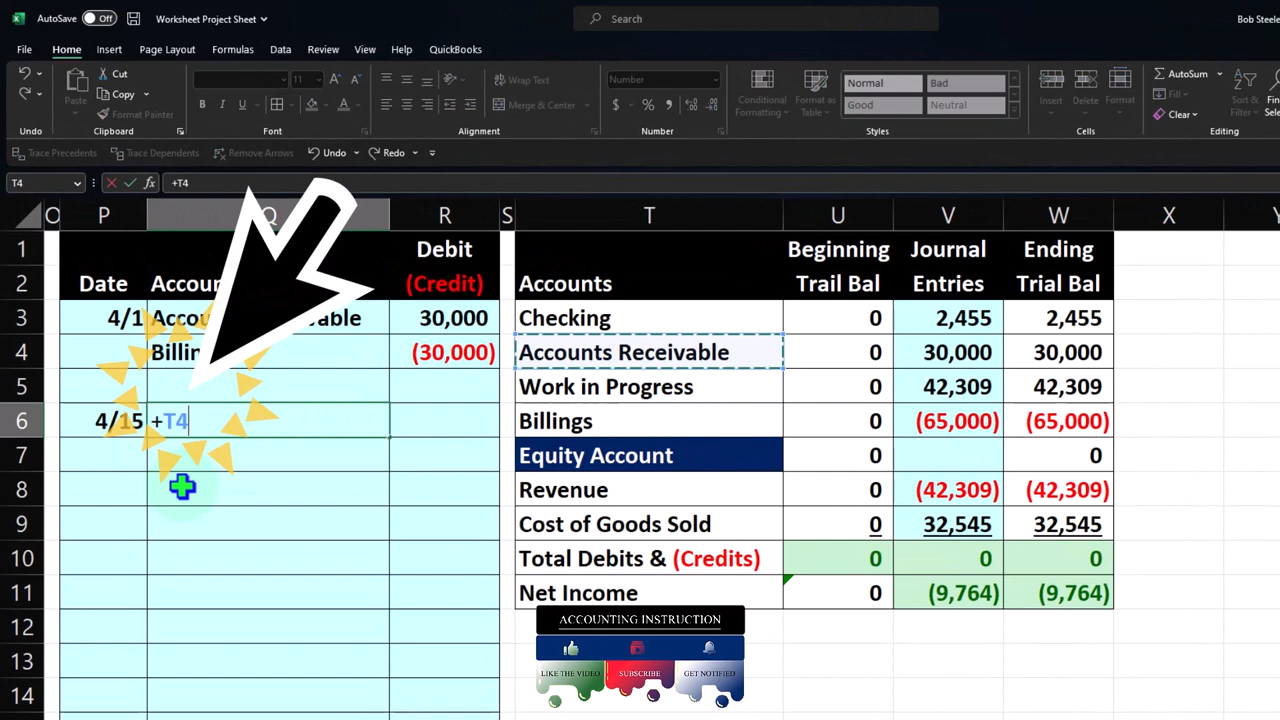 AutoSave Off Worksheet Project Sheet Search Bob Steele
File Home Insert Page Layout Formulas Data Review View Help QuickBooks
Undo Paste Cut Copy Format Painter Clipboard
11 B I U A Font
Wrap Text Merge & Center Alignment
Number $ % Number
Conditional Formatting Format as Table Normal Bad Good Neutral Styles
Insert Delete Format Cells
AutoSum Fill Clear Sort & Editing
Trace Precedents Trace Dependents Remove Arrows Undo Redo
T4 fx +T4
O P Q R S T U V W X
1 Debit Beginning Journal Ending
2 Date (Credit) Accounts Trail Bal Entries Trial Bal
3 4/1 30,000 Checking 0 2,455 2,455
4 (30,000) Accounts Receivable 0 30,000 30,000
5 Work in Progress 0 42,309 42,309
6 4/15 +T4 Billings 0 (65,000) (65,000)
7 Equity Account 0 0
8 Revenue 0 (42,309) (42,309)
9 Cost of Goods Sold 0 32,545 32,545
10 Total Debits & (Credits) 0 0 0
11 Net Income 0 (9,764) (9,764)
12
13
14
ACCOUNTING INSTRUCTION
LIKE THE VIDEO SUBSCRIBE GET NOTIFIED